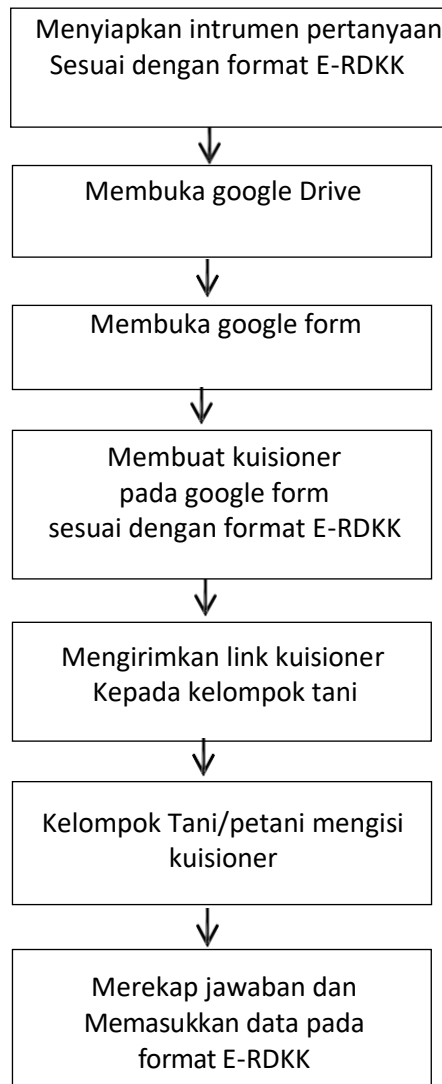 Menyiapkan intrumen pertanyaan
Sesuai dengan format E-RDKK
Membuka google Drive
Membuka google form
Membuat kuisioner
pada google form
sesuai dengan format E-RDKK
Mengirimkan link kuisioner
Kepada kelompok tani
Kelompok Tani/petani mengisi
kuisioner
Merekap jawaban dan
Memasukkan data pada
format E-RDKK